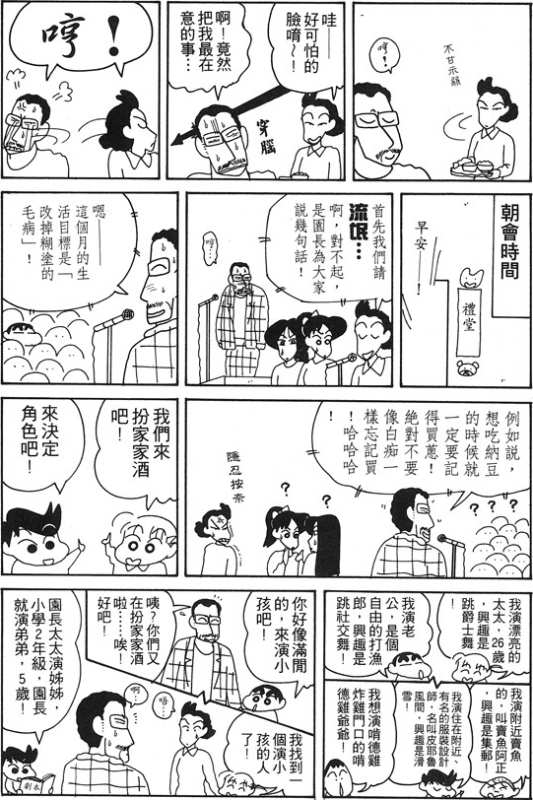 不甘示弱
哼！
哇——
好可怕的
臉唷～！
啊！竟然
把我最在
意的事…
穿腦
哼！
朝會時間
禮堂
早安——！
首先我們請
流氓…
啊，對不起，
是園長為大家
說幾句話！
哼…
嗯——
這個月的生
活目標是「
改掉糊塗的
毛病」！
例如說，
想吃納豆
的時候就
一定要記
得買蔥！
絕對不要
像白痴一
樣忘記買
！哈哈哈
！
？
？
？
？
隱忍按奈
我們來
扮家家酒
吧！
來決定
角色吧！
我演漂亮的
太太，26歲
，興趣是
跳爵士舞
我演老
公，是個
自由的打漁
郎，興趣是
跳社交舞！
我演附近賣魚
的，叫賣魚阿正
，興趣是集郵！
我演住在附近、
有名的服裝設計
師，名叫皮耶魯
風間，興趣是滑
雪！
我想演啃德雞
炸雞門口的啃
德雞爺爺！
你好像滿閒
的，來演小
孩吧！
咦？你們又
在扮家家酒
啦……唉！
好吧！
我找到一
個演小
孩的人
了！
唔…
啊…
園長太太演姊姊，
小學2年級，園長
就演弟弟，5歲！
劇本